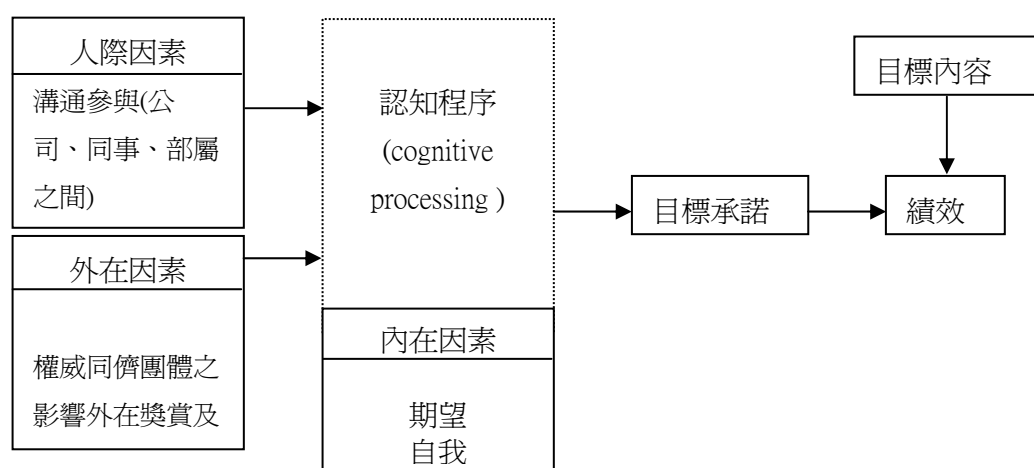 人際因素
溝通參與(公
司、同事、部屬
之間)
外在因素
權威同儕團體之
影響外在獎賞及
認知程序
(cognitive
processing )
內在因素
期望
自我
目標承諾
目標內容
績效